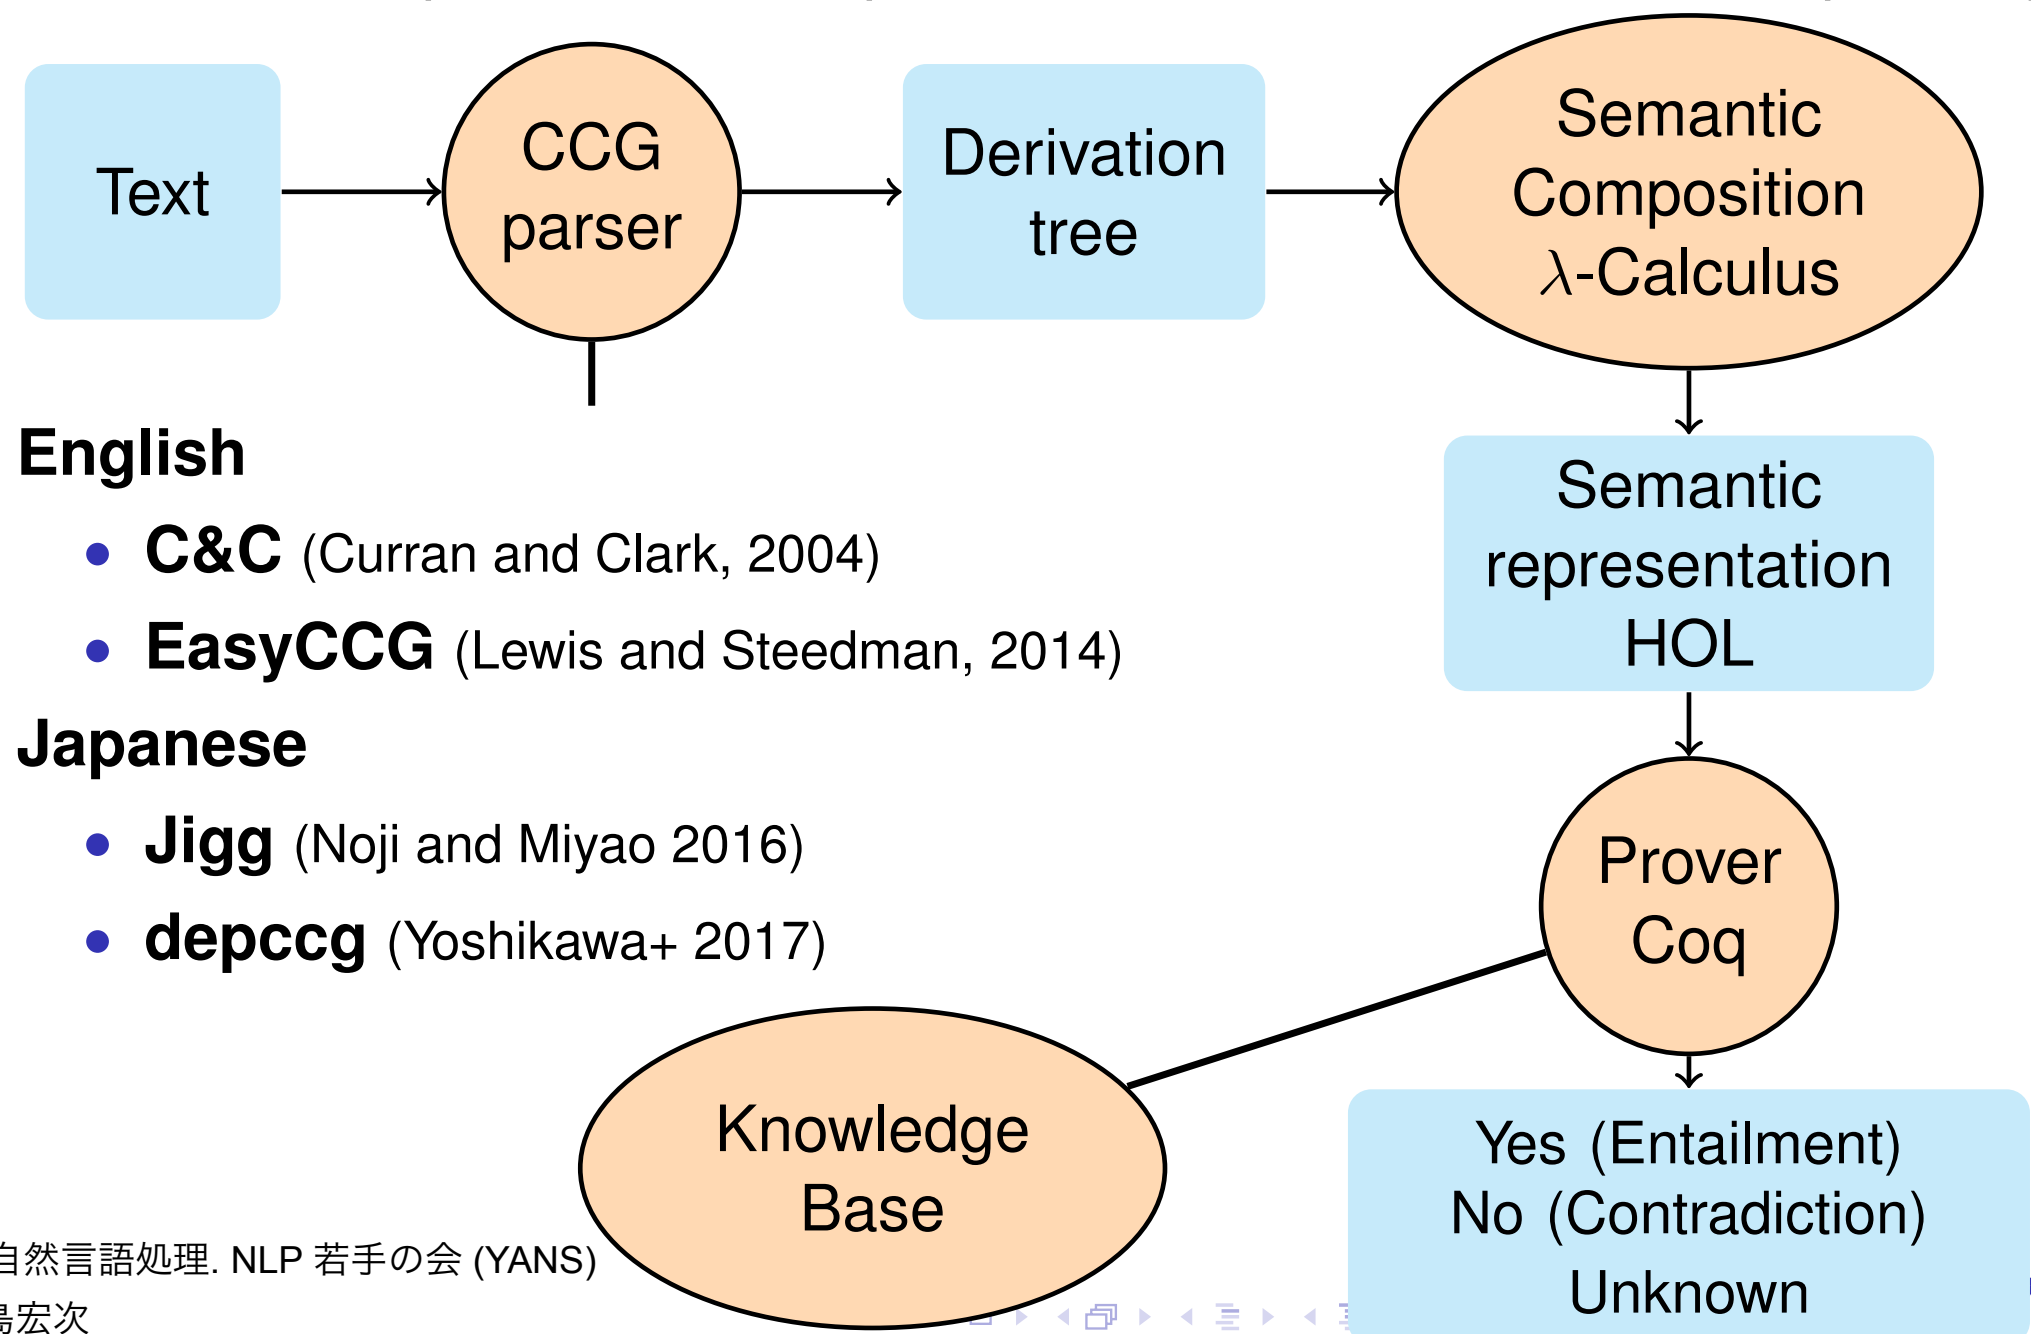 Text
CCG
parser
Derivation
tree
Semantic
Composition
λ-Calculus
English
• C&C (Curran and Clark, 2004)
• EasyCCG (Lewis and Steedman, 2014)
Japanese
• Jigg (Noji and Miyao 2016)
• depccg (Yoshikawa+ 2017)
Semantic
representation
HOL
Prover
Coq
Knowledge
Base
Yes (Entailment)
No (Contradiction)
Unknown
自然言語処理. NLP 若手の会 (YANS)
島宏次